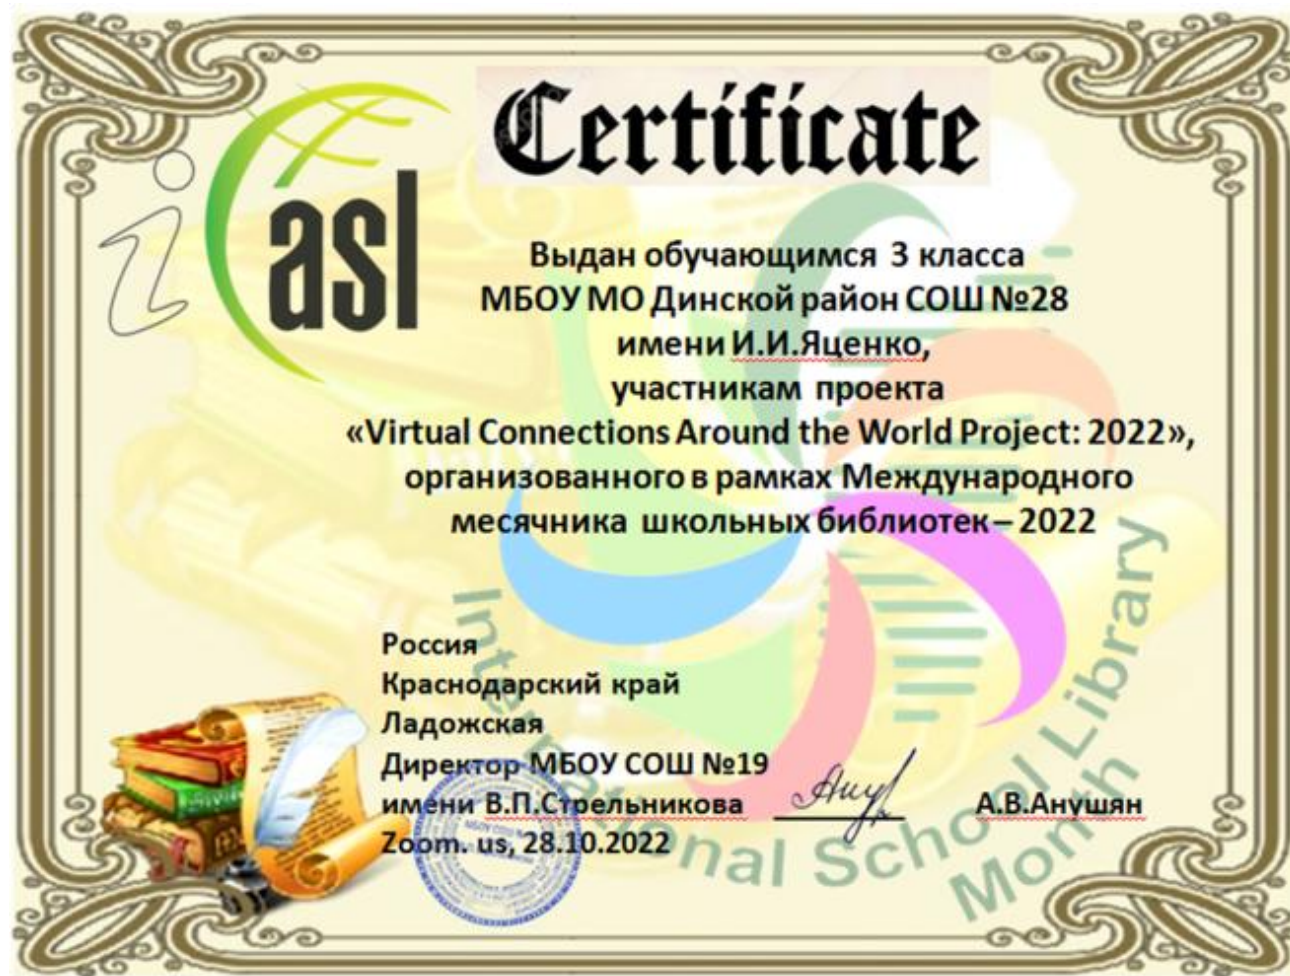 Certificate
i
asl
Выдан обучающимся 3 класса
МБОУ МО Динской район СОШ №28
имени И.И.Яценко,
участникам проекта
«Virtual Connections Around the World Project: 2022»,
организованного в рамках Международного
месячника школьных библиотек – 2022
Россия
Краснодарский край
Ладожская
Директор МБОУ СОШ №19
имени В.П.Стрельникова А.В.Анушян
Zoom. us, 28.10.2022
International School Library
Month